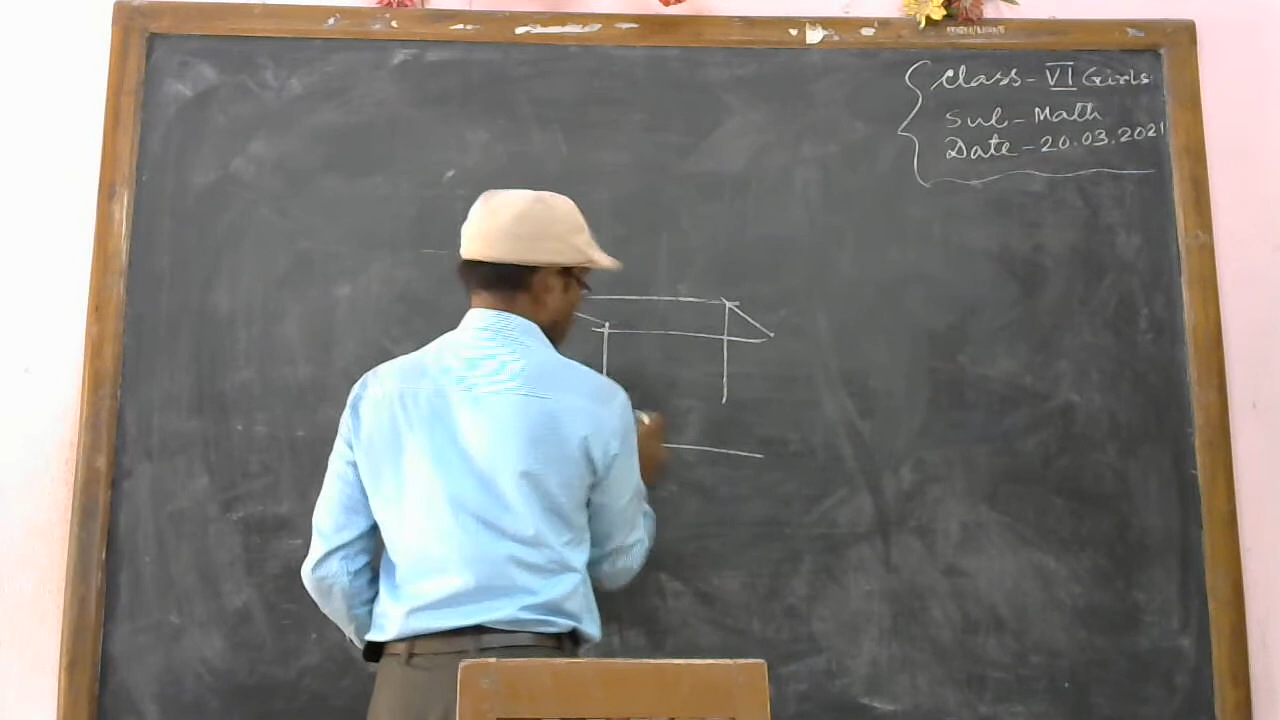 Class - VI Girls
Sub - Math
Date - 20.03.2021